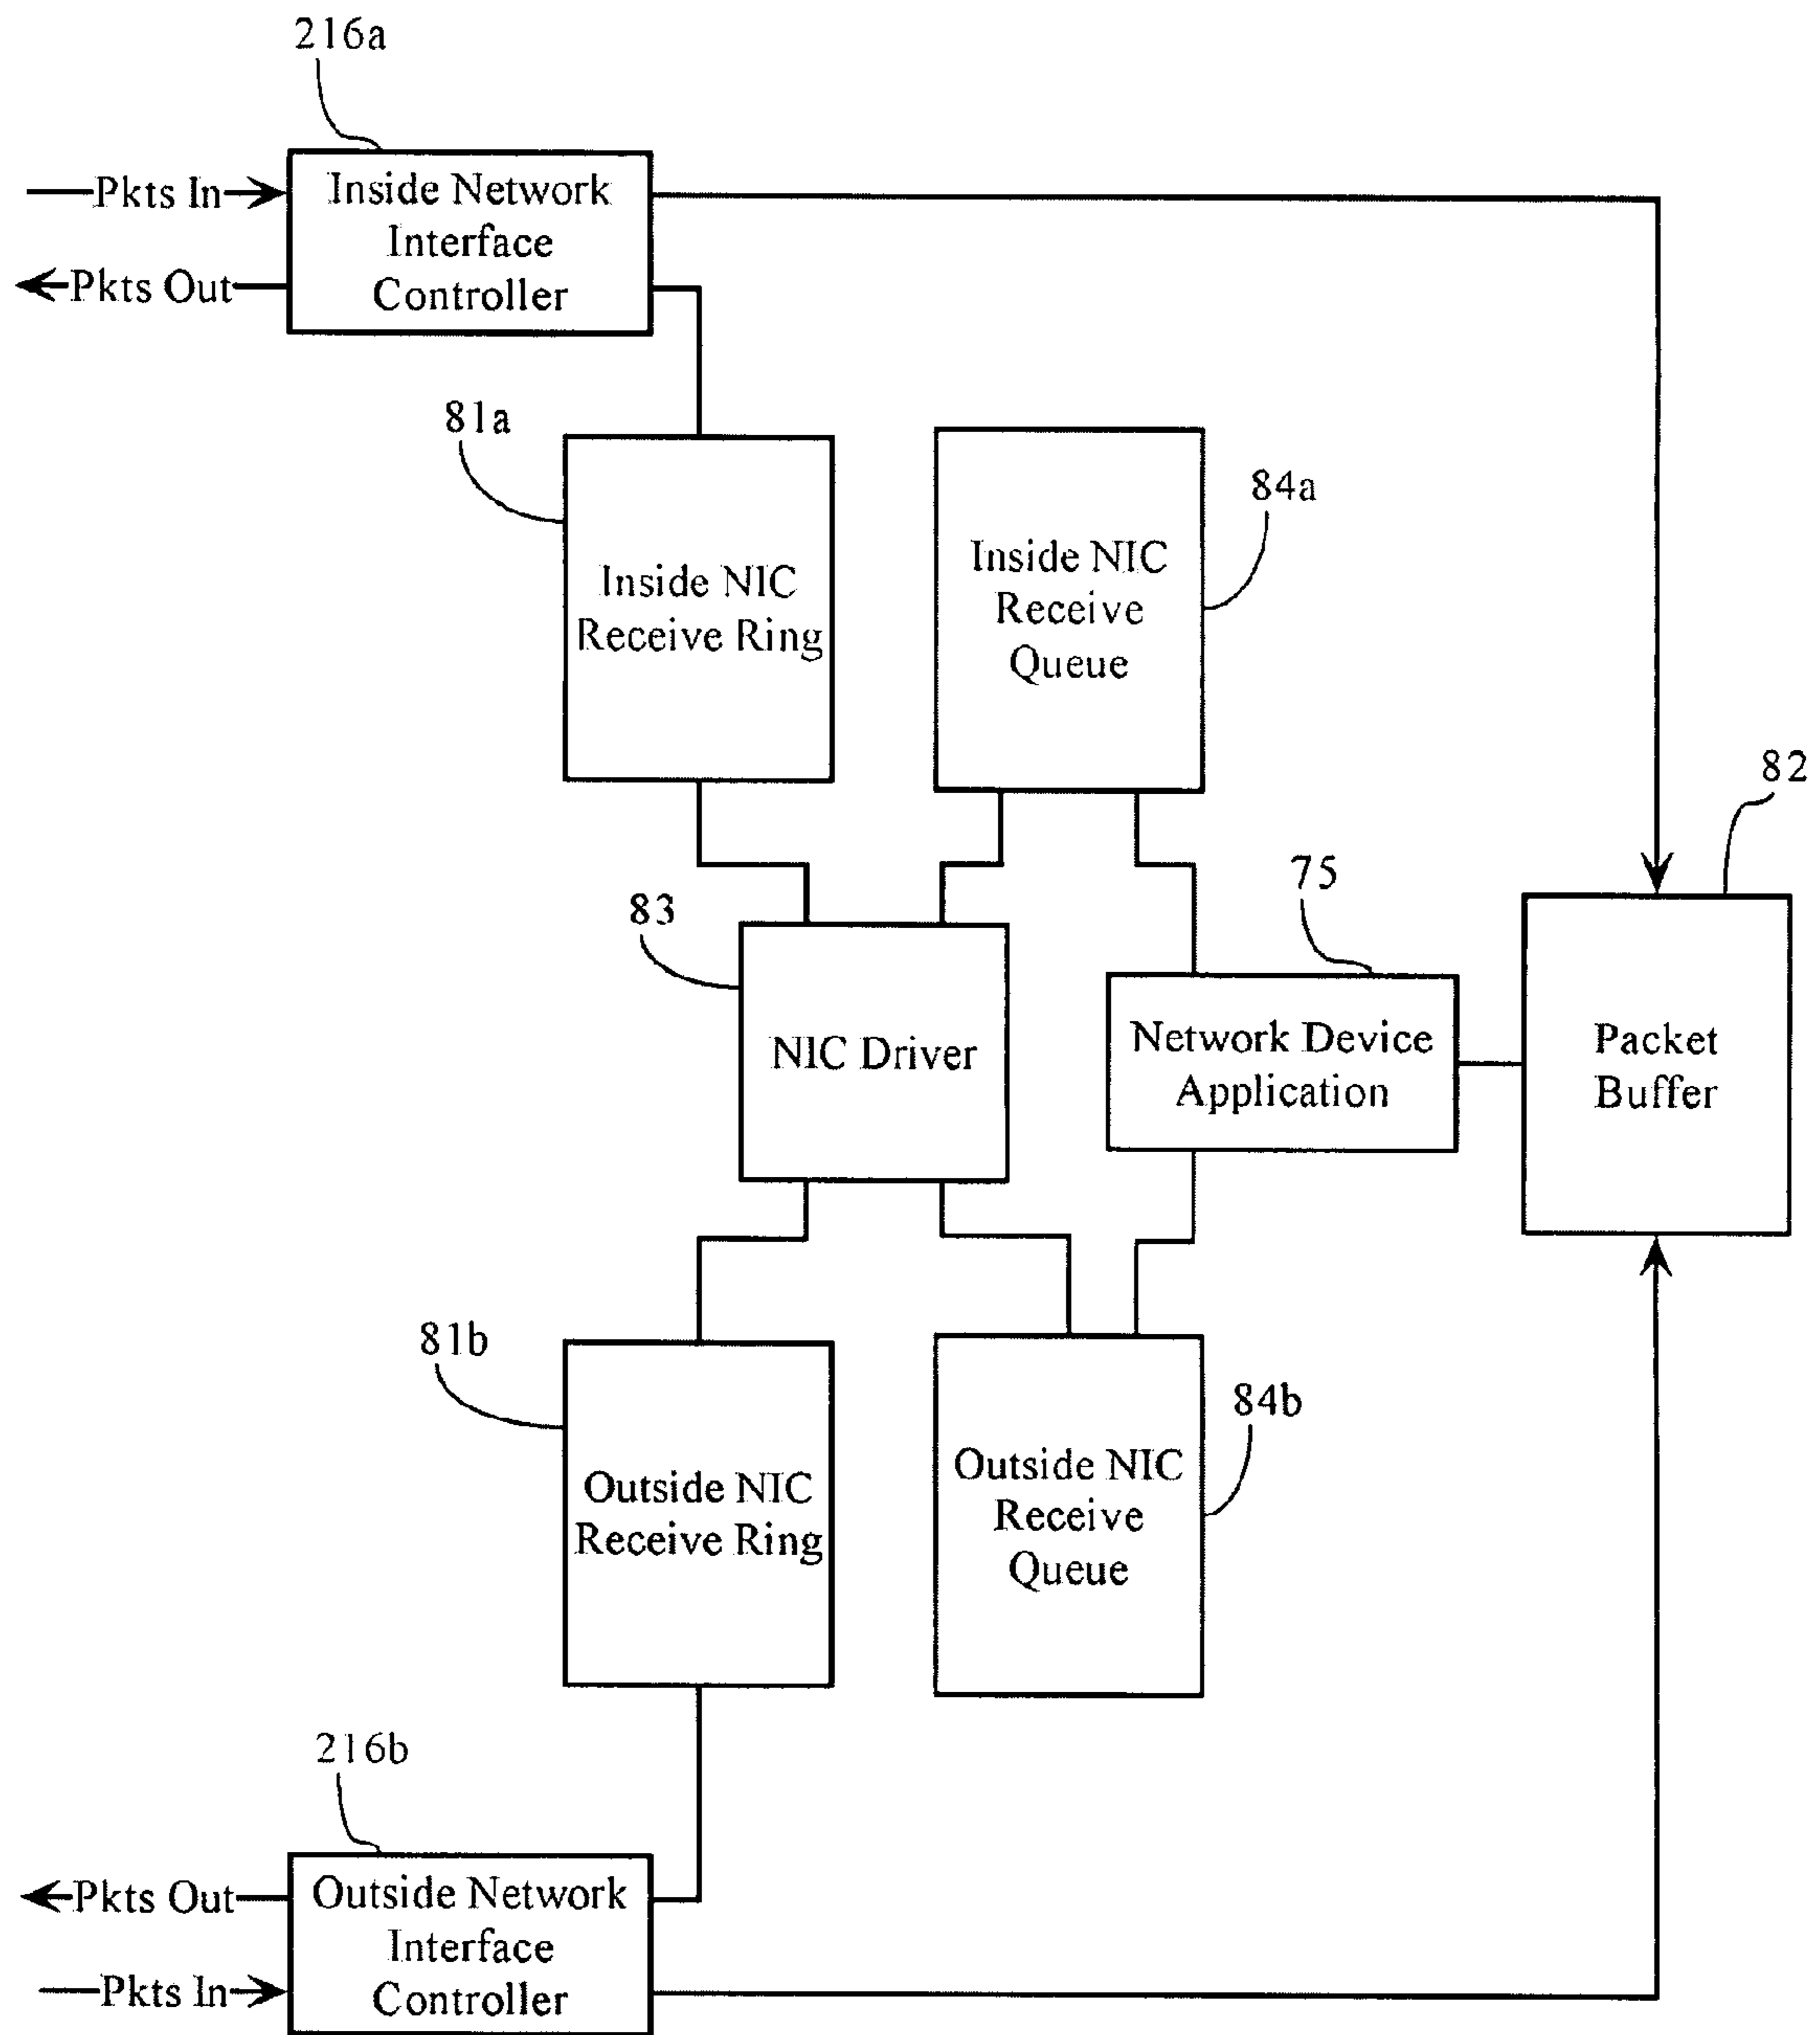 216a
Pkts In
Inside Network
Interface
Controller
Pkts Out
81a
84a
Inside NIC
Receive Ring
Inside NIC
Receive
Queue
82
75
83
NIC Driver
Network Device
Application
Packet
Buffer
81b
84b
Outside NIC
Receive Ring
Outside NIC
Receive
Queue
216b
Pkts Out
Outside Network
Interface
Controller
Pkts In